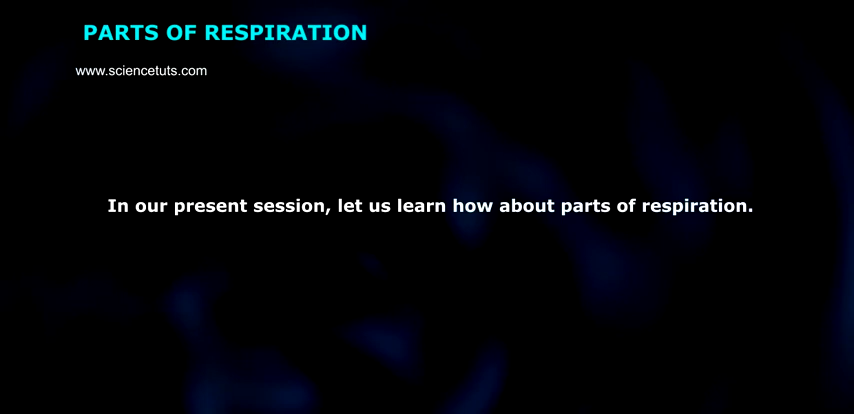 PARTS OF RESPIRATION
www.sciencetuts.com
In our present session, let us learn how about parts of respiration.